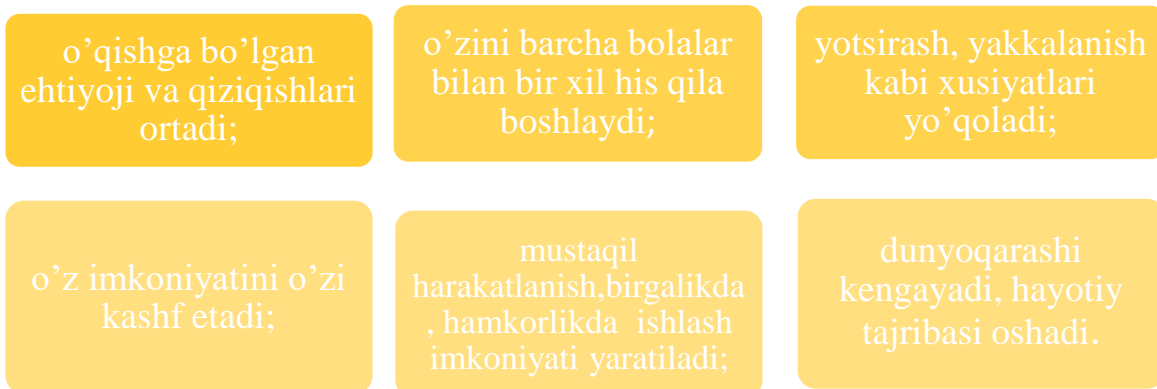 o’qishga bo’lgan
ehtiyoji va qiziqishlari
ortadi;
o’zini barcha bolalar
bilan bir xil his qila
boshlaydi;
yotsirash, yakkalanish
kabi xusiyatlari
yo’qoladi;
o’z imkoniyatini o’zi
kashf etadi;
mustaqil
harakatlanish,birgalikda
, hamkorlikda ishlash
imkoniyati yaratiladi;
dunyoqarashi
kengayadi, hayotiy
tajribasi oshadi.